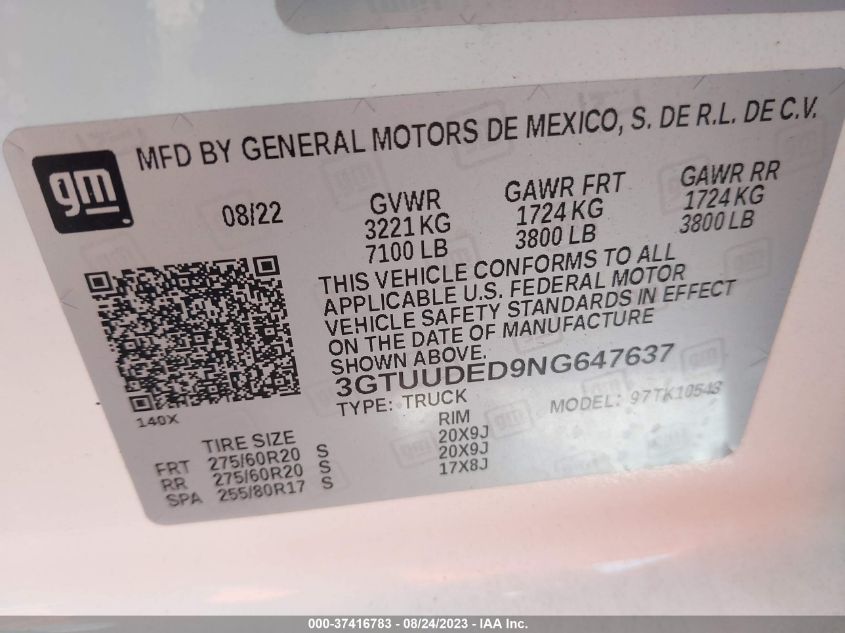 MFD BY GENERAL MOTORS DE MEXICO, S. DE R.L. DE C.V.
gm
08/22
GVWR GAWR FRT GAWR RR
3221 KG 1724 KG 1724 KG
7100 LB 3800 LB 3800 LB
THIS VEHICLE CONFORMS TO ALL
APPLICABLE U.S. FEDERAL MOTOR
VEHICLE SAFETY STANDARDS IN EFFECT
ON THE DATE OF MANUFACTURE
SHOWN ABOVE.
3GTUUDED9NG647637
TYPE: TRUCK MODEL: 97TK10543
140X
TIRE SIZE RIM
FRT 275/60R20 S 20X9J
RR 275/60R20 S 20X9J
SPA 255/80R17 S 17X8J
000-37416783 - 08/24/2023 - IAA Inc.